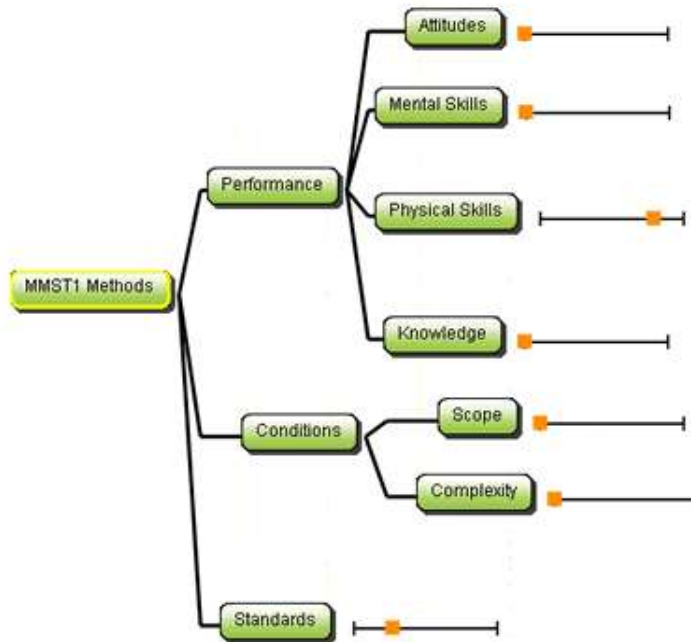 Attitudes
Mental Skills
Performance
Physical Skills
MMST1 Methods
Knowledge
Scope
Conditions
Complexity
Standards